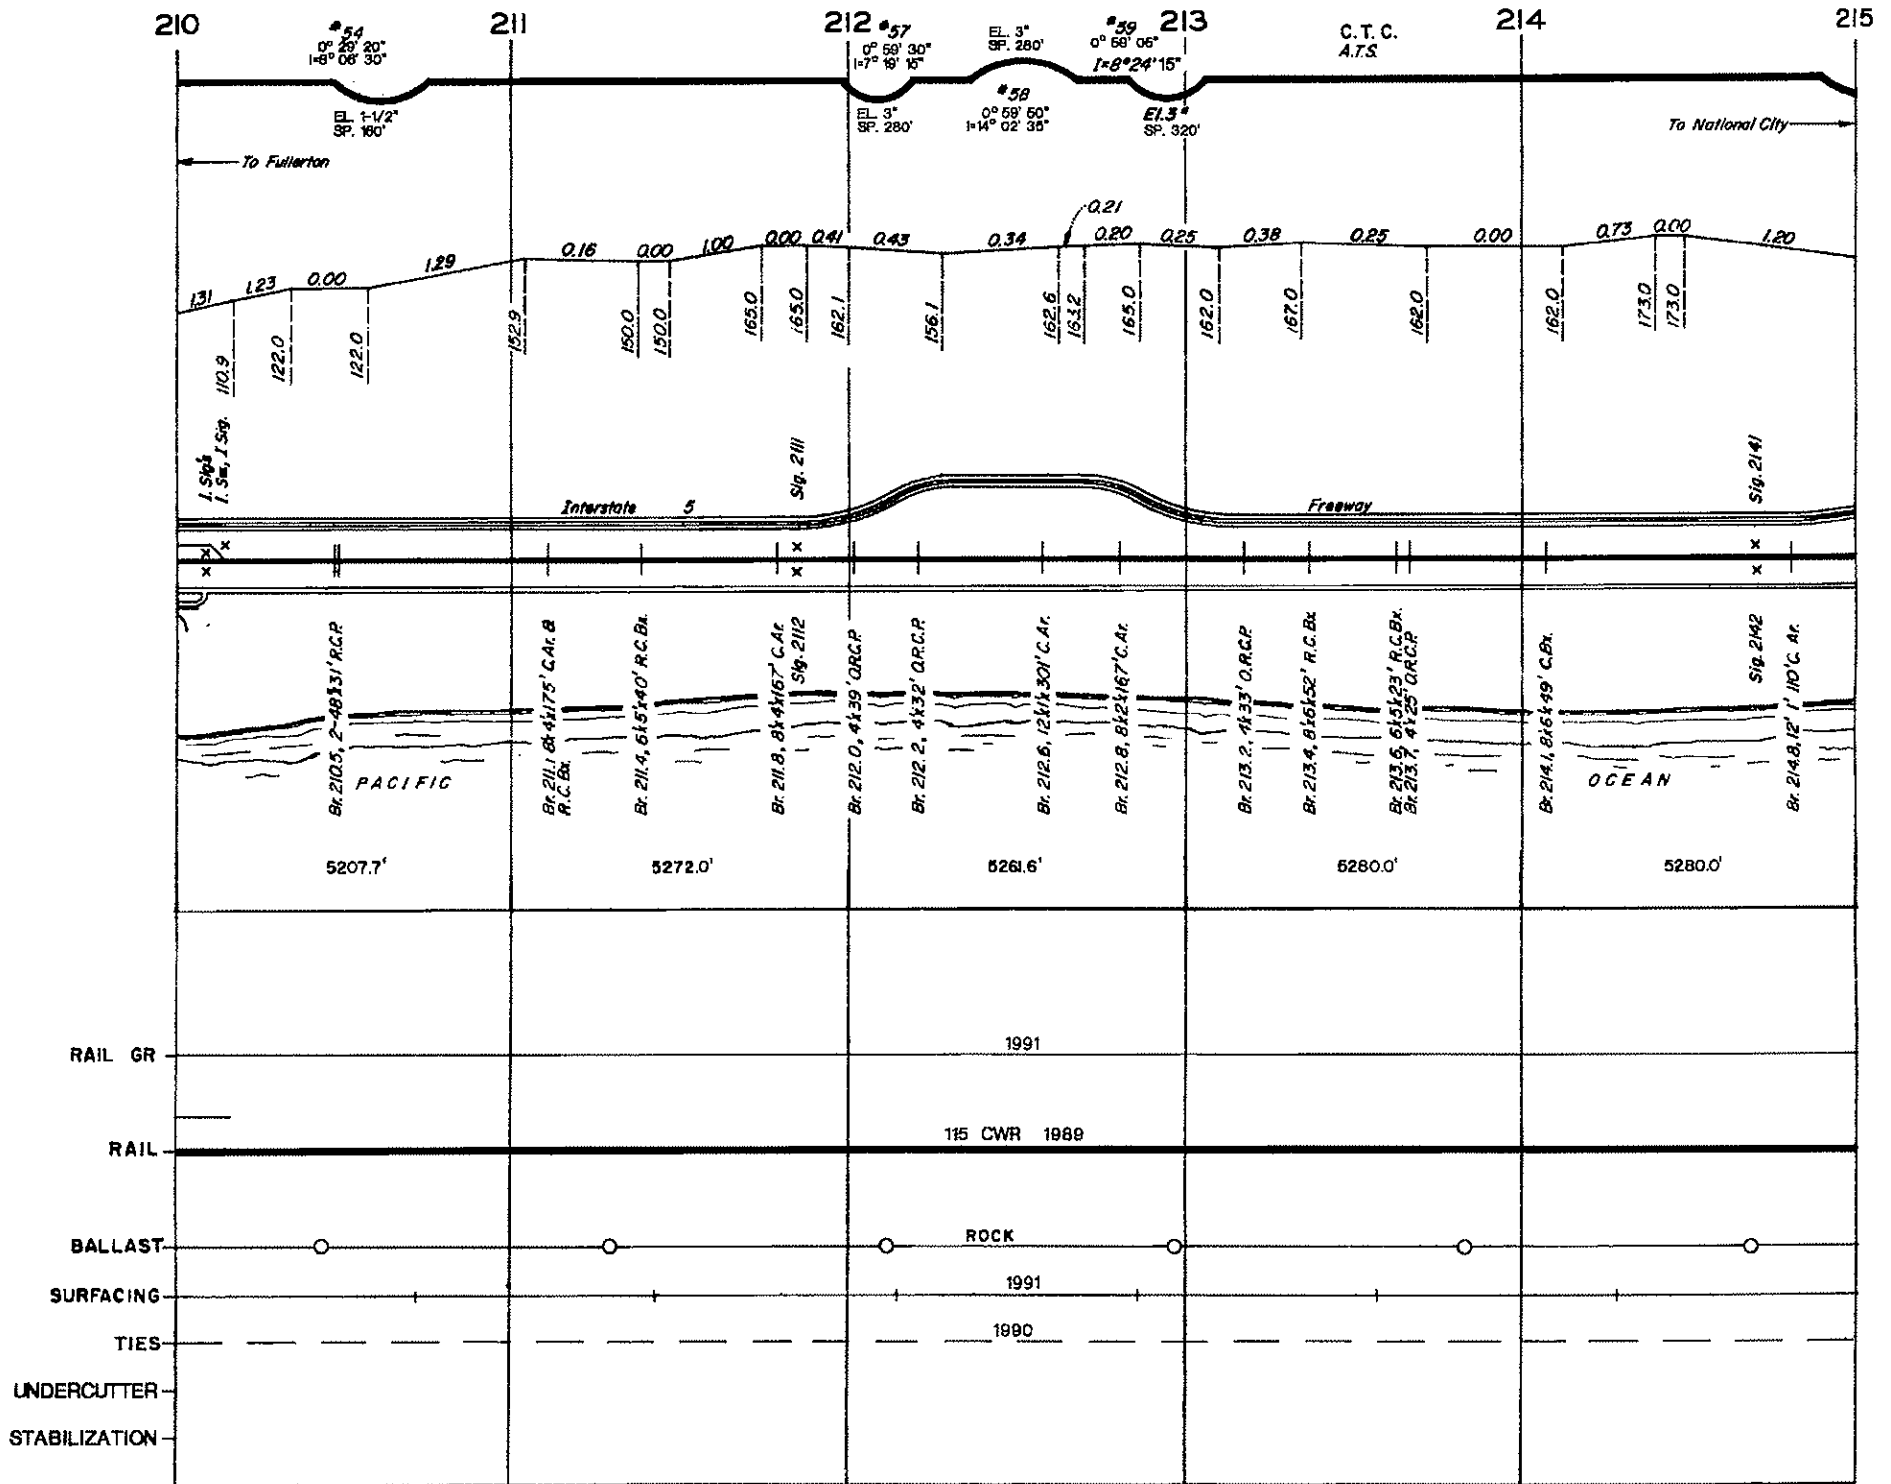 210 211 212 213 214 215
#54
0° 29' 20"
I=8° 06' 30"
EL. 1-1/2"
SP. 160'
#57
0° 59' 30"
I=7° 19' 15"
EL. 3"
SP. 280'
EL. 3"
SP. 280'
#58
0° 59' 50"
I=14° 02' 35"
#59
0° 59' 05"
I=8°24'15"
El.3"
SP. 320'
C.T.C.
A.T.S.
To Fullerton
To National City
1.31 1.23 0.00 1.29 0.16 0.00 1.00 0.00 0.41 0.43 0.34 0.21 0.20 0.25 0.38 0.25 0.00 0.73 0.00 1.20
110.9 122.0 122.0 152.9 150.0 150.0 165.0 165.0 162.1 156.1 162.6 163.2 165.0 162.0 167.0 162.0 162.0 173.0 173.0
I. Sig's
I. Sw., I Sig.
Sig. 2111
Sig. 2141
Interstate 5 Freeway
Br. 210.5, 2-48"x31' R.C.P.
Br. 211.1 8'x4'x175' C.Ar. &
R.C. Bx.
Br. 211.4, 6'x5'x40' R.C. Bx.
Br. 211.8, 8'x4'x167' C.Ar.
Sig. 2112
Br. 212.0, 4'x39' O.R.C.P.
Br. 212.2, 4'x32' O.R.C.P.
Br. 212.6, 12'x1'x301' C.Ar.
Br. 212.8, 8'x2'x167' C.Ar.
Br. 213.2, 4'x33' O.R.C.P.
Br. 213.4, 8'x6'x52' R.C. Bx
Br. 213.6, 6'x5'x23' R.C. Bx.
Br. 213.7, 4'x25' O.R.C.P.
Br. 214.1, 8'x6'x49' C.Bx.
Sig. 2142
Br. 214.8, 12' 1' 110' C. Ar.
PACIFIC OCEAN
5207.7' 5272.0' 5261.6' 5280.0' 5280.0'
RAIL GR 1991
RAIL 115 CWR 1989
BALLAST ROCK
SURFACING 1991
TIES 1990
UNDERCUTTER
STABILIZATION